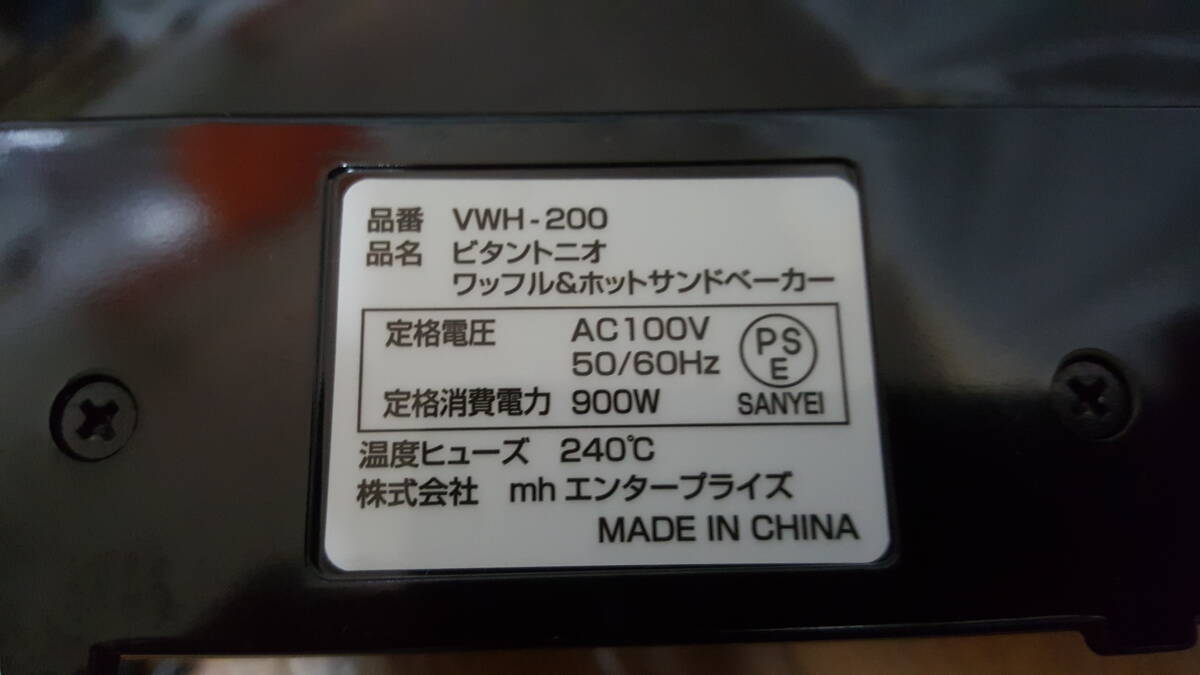 品番 VWH-200
品名 ビタントニオ
ワッフル&ホットサンドベーカー
定格電圧 AC100V
50/60Hz
PS
E
定格消費電力 900W
SANYEI
温度ヒューズ 240℃
株式会社 mhエンタープライズ
MADE IN CHINA